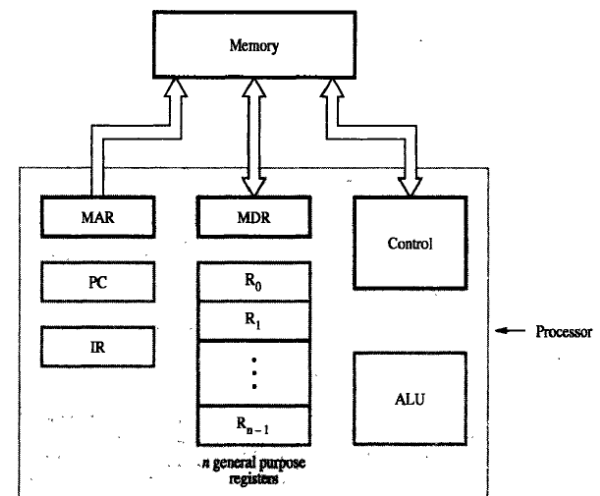 Memory
MAR
MDR
Control
PC
R0
R1
IR
Processor
ALU
Rn-1
n general purpose
registers